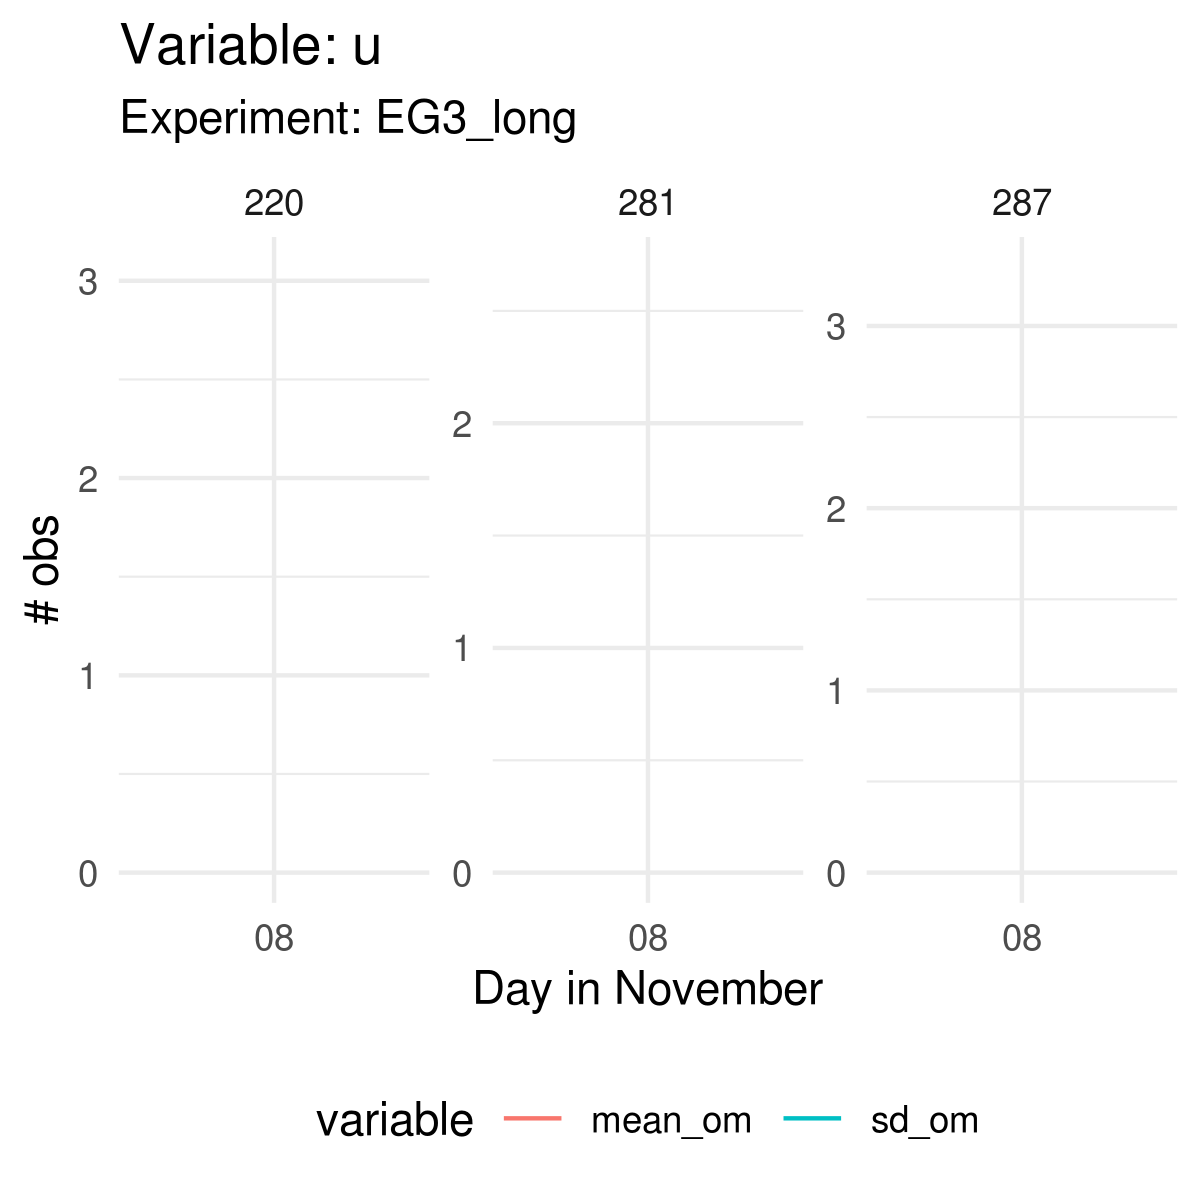 Variable: u
Experiment: EG3_long
220 281 287
3
2
1
0
2
1
0
3
2
1
0
# obs
08 08 08
Day in November
variable mean_om sd_om